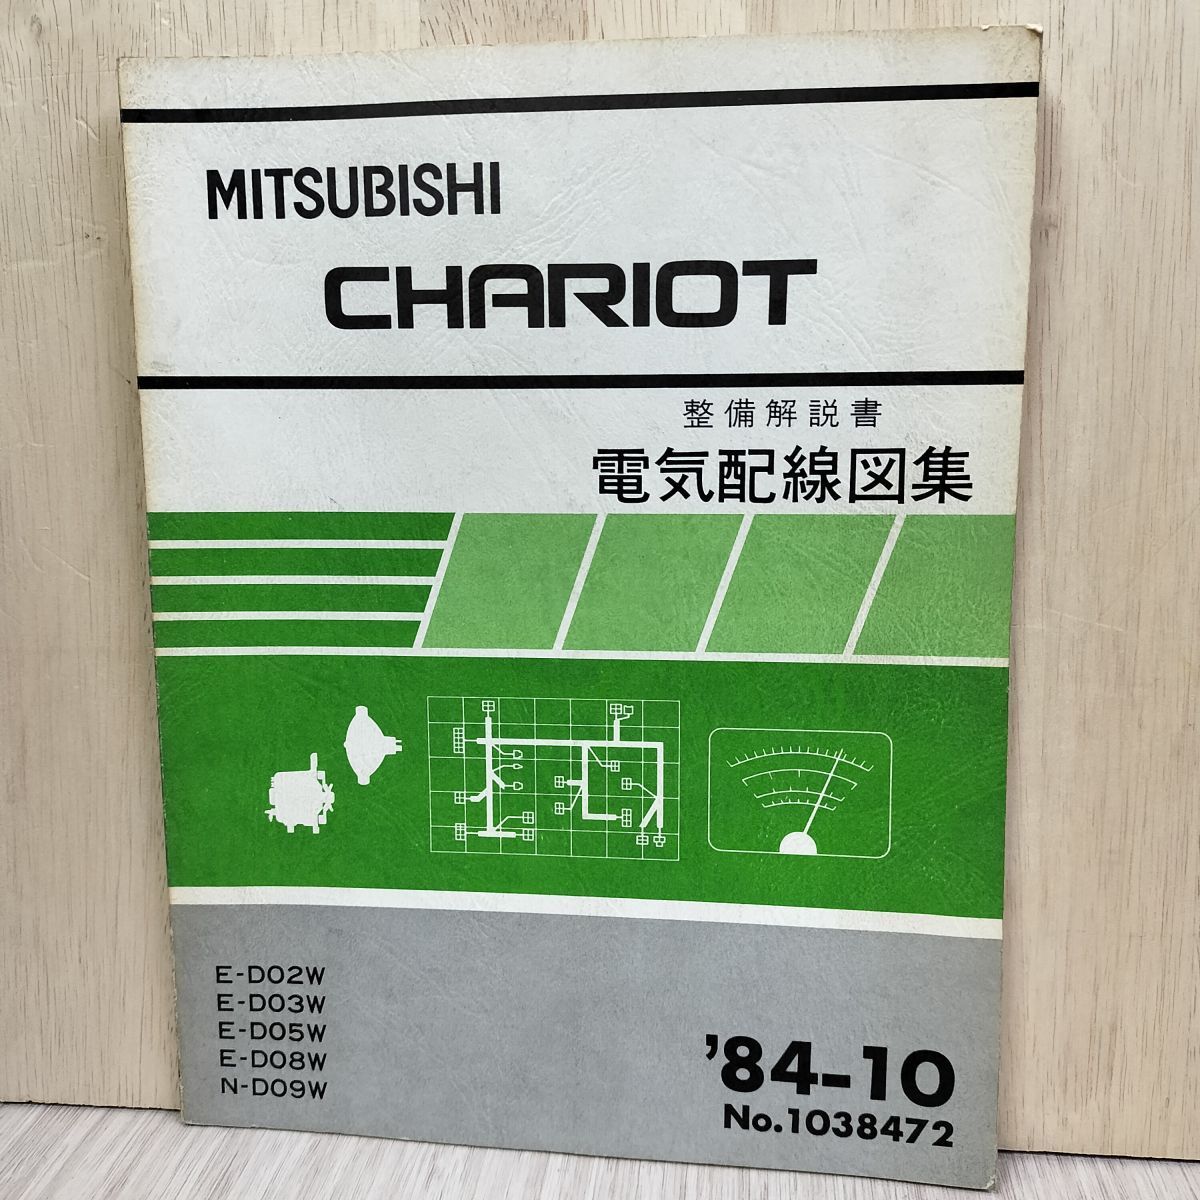 MITSUBISHI
CHARIOT
整備解説書
電気配線図集
E-D02W
E-D03W
E-D05W
E-D08W
N-D09W
'84-10
No.1038472